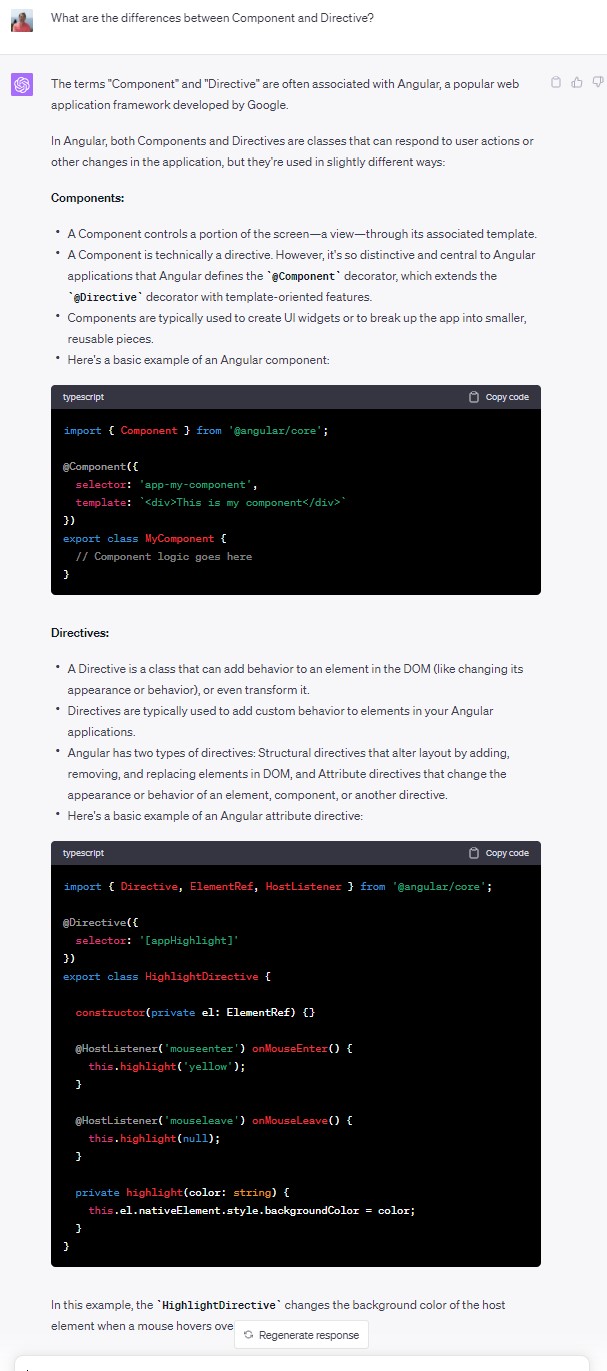 What are the differences between Component and Directive?
The terms "Component" and "Directive" are often associated with Angular, a popular web
application framework developed by Google.
In Angular, both Components and Directives are classes that can respond to user actions or
other changes in the application, but they're used in slightly different ways:
Components:
• A Component controls a portion of the screen—a view—through its associated template.
• A Component is technically a directive. However, it's so distinctive and central to Angular
applications that Angular defines the `@Component` decorator, which extends the
`@Directive` decorator with template-oriented features.
• Components are typically used to create UI widgets or to break up the app into smaller,
reusable pieces.
• Here's a basic example of an Angular component:
typescript Copy code
import { Component } from '@angular/core';
@Component({
  selector: 'app-my-component',
  template: `<div>This is my component</div>`
})
export class MyComponent {
  // Component logic goes here
}
Directives:
• A Directive is a class that can add behavior to an element in the DOM (like changing its
appearance or behavior), or even transform it.
• Directives are typically used to add custom behavior to elements in your Angular
applications.
• Angular has two types of directives: Structural directives that alter layout by adding,
removing, and replacing elements in DOM, and Attribute directives that change the
appearance or behavior of an element, component, or another directive.
• Here's a basic example of an Angular attribute directive:
typescript Copy code
import { Directive, ElementRef, HostListener } from '@angular/core';
@Directive({
  selector: '[appHighlight]'
})
export class HighlightDirective {
  constructor(private el: ElementRef) {}
  @HostListener('mouseenter') onMouseEnter() {
    this.highlight('yellow');
  }
  @HostListener('mouseleave') onMouseLeave() {
    this.highlight(null);
  }
  private highlight(color: string) {
    this.el.nativeElement.style.backgroundColor = color;
  }
}
In this example, the `HighlightDirective` changes the background color of the host
element when a mouse hovers ove
Regenerate response